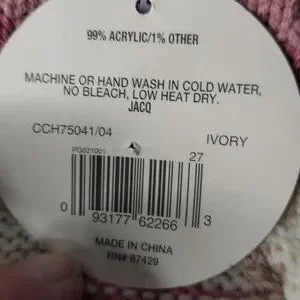 99% ACRYLIC/1% OTHER
MACHINE OR HAND WASH IN COLD WATER,
NO BLEACH, LOW HEAT DRY.
JACQ
CCH75041/04 IVORY
PG021001 27
0 93177 62266 3
MADE IN CHINA
RN# 87429